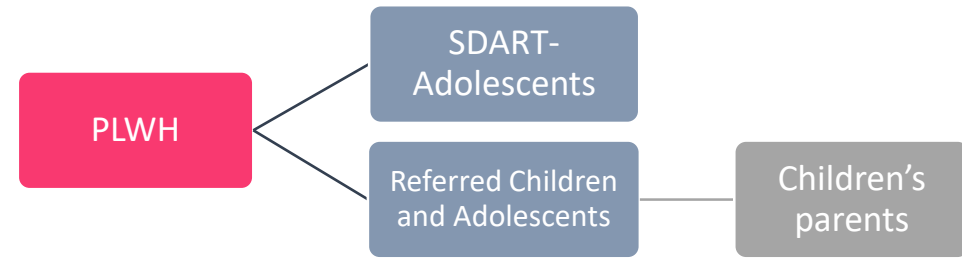 PLWH
SDART-
Adolescents
Referred Children
and Adolescents
Children’s
parents